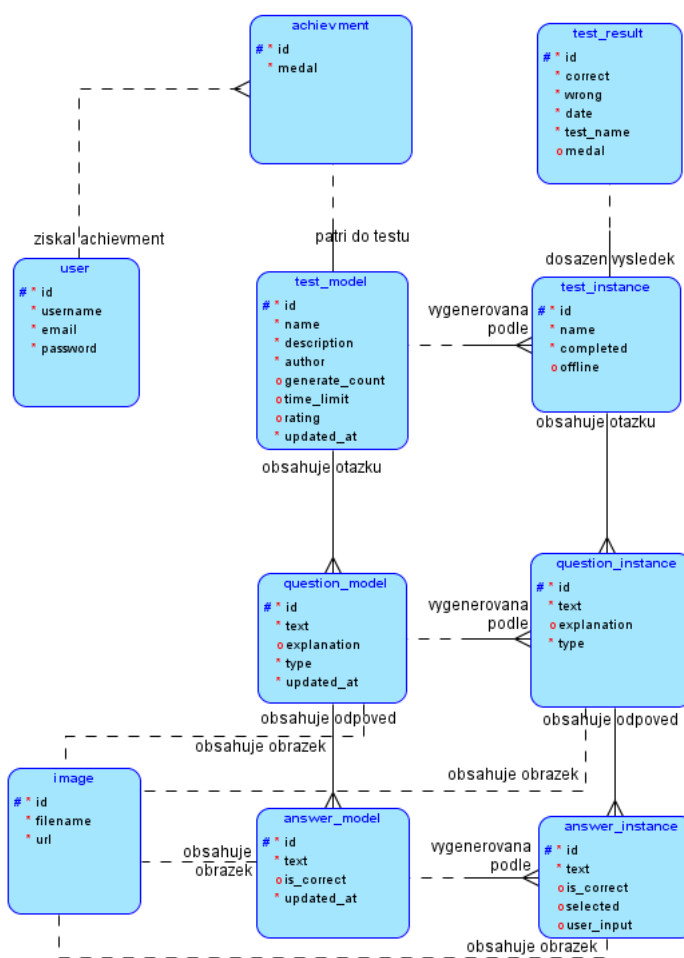 achievment
# * id
* medal
test_result
# * id
* correct
* wrong
* date
* test_name
o medal
ziskal achievment
patri do testu
dosazen vysledek
user
# * id
* username
* email
* password
test_model
# * id
* name
* description
* author
o generate_count
o time_limit
o rating
* updated_at
vygenerovana
podle
test_instance
# * id
* name
* completed
o offline
obsahuje otazku
obsahuje otazku
question_model
# * id
* text
o explanation
* type
* updated_at
vygenerovana
podle
question_instance
# * id
* text
o explanation
* type
obsahuje odpoved
obsahuje odpoved
obsahuje obrazek
obsahuje obrazek
image
# * id
* filename
* url
obsahuje
obrazek
answer_model
# * id
* text
o is_correct
* updated_at
vygenerovana
podle
answer_instance
# * id
* text
o is_correct
o selected
o user_input
obsahuje obrazek